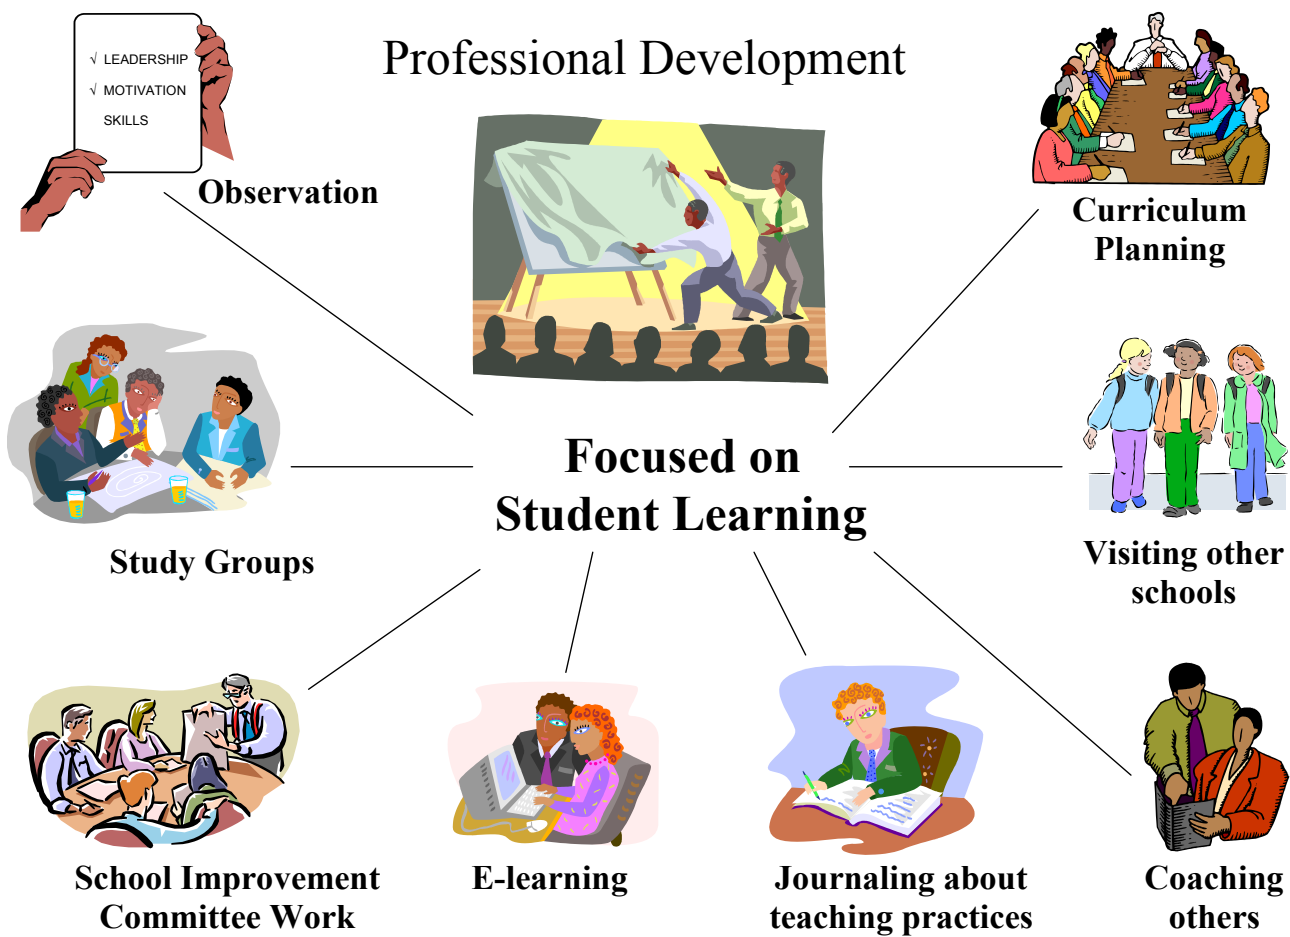 Professional Development
√ LEADERSHIP
√ MOTIVATION
SKILLS
Observation
Curriculum
Planning
Focused on
Student Learning
Study Groups
Visiting other
schools
School Improvement
Committee Work
E-learning
Journaling about
teaching practices
Coaching
others